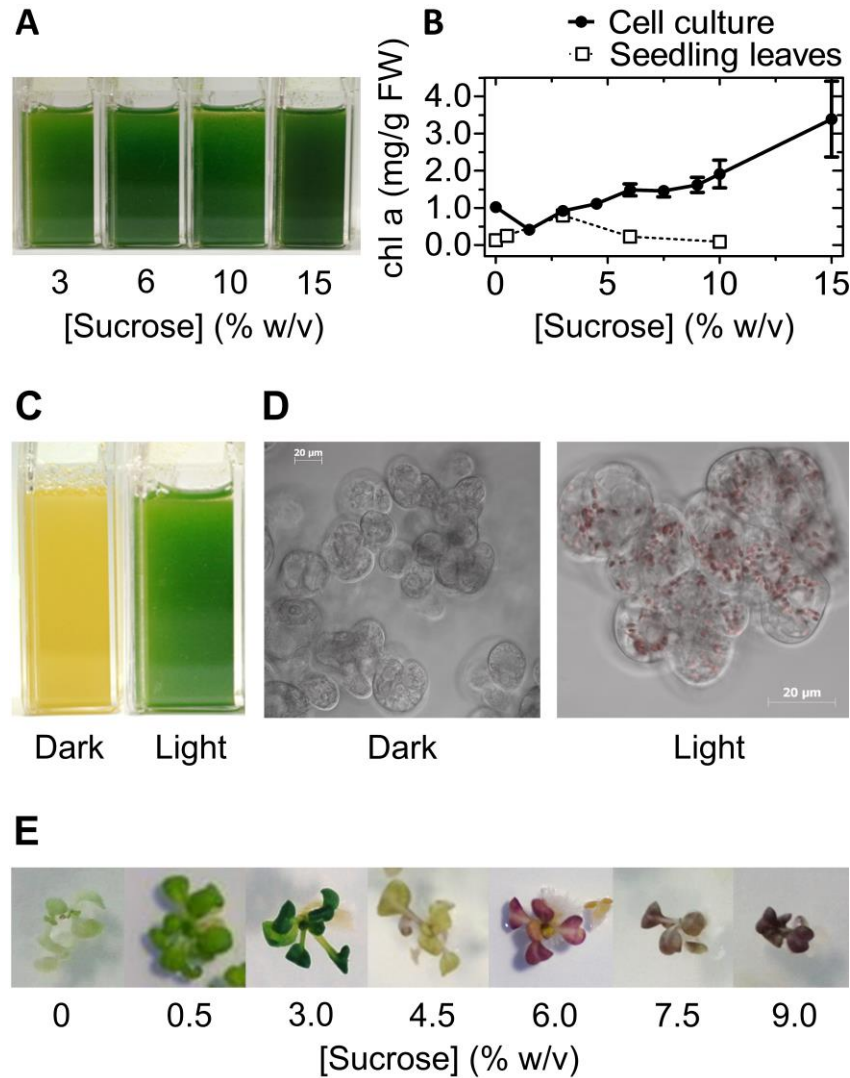 A
3 6 10 15
[Sucrose] (% w/v)
B
Cell culture
Seedling leaves
chl a (mg/g FW)
4.0
3.0
2.0
1.0
0.0
0 5 10 15
[Sucrose] (% w/v)
C
Dark Light
D
20 µm
20 µm
Dark Light
E
0 0.5 3.0 4.5 6.0 7.5 9.0
[Sucrose] (% w/v)